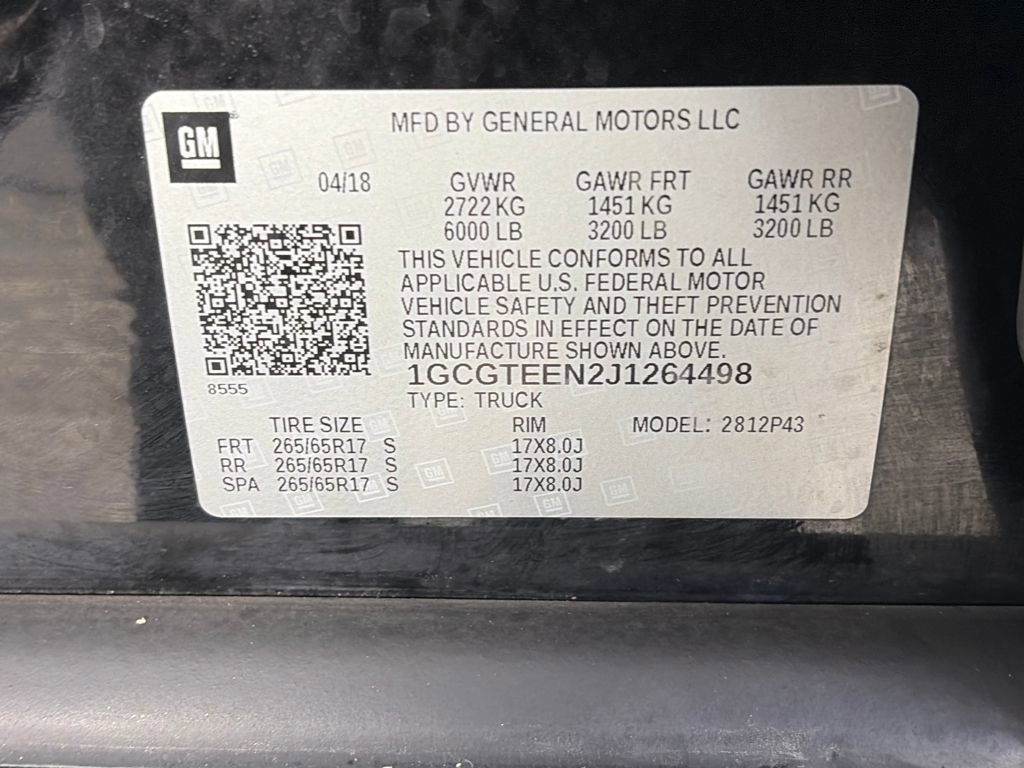 GM
MFD BY GENERAL MOTORS LLC
04/18 GVWR GAWR FRT GAWR RR
2722 KG 1451 KG 1451 KG
6000 LB 3200 LB 3200 LB
THIS VEHICLE CONFORMS TO ALL
APPLICABLE U.S. FEDERAL MOTOR
VEHICLE SAFETY AND THEFT PREVENTION
STANDARDS IN EFFECT ON THE DATE OF
MANUFACTURE SHOWN ABOVE.
8555
1GCGTEEN2J1264498
TYPE: TRUCK
TIRE SIZE RIM MODEL: 2812P43
FRT 265/65R17 S 17X8.0J
RR 265/65R17 S 17X8.0J
SPA 265/65R17 S 17X8.0J